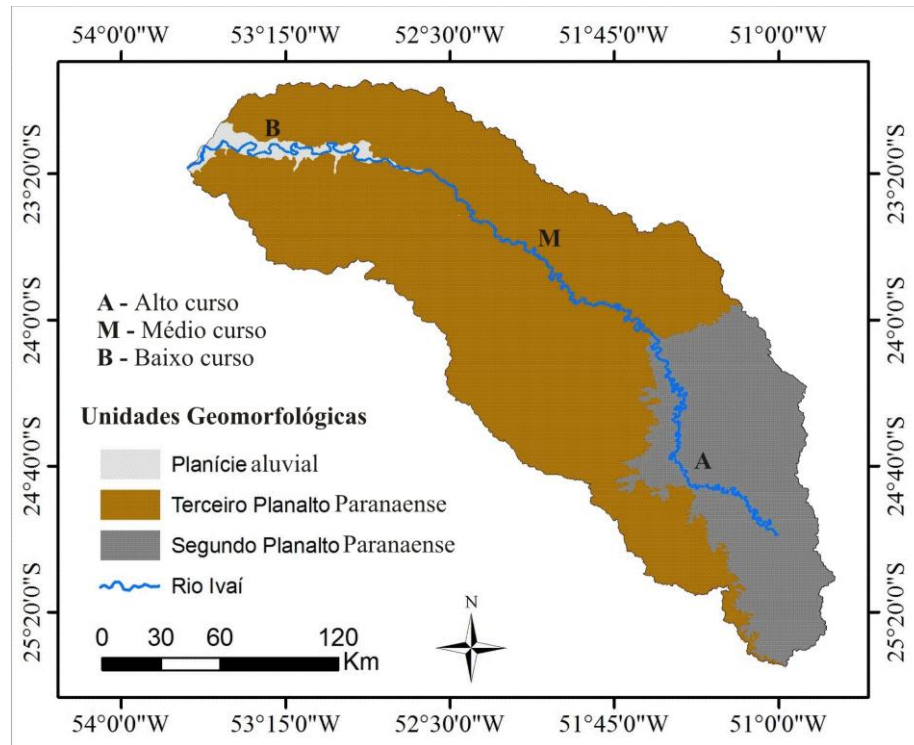 54°0'0"W 53°15'0"W 52°30'0"W 51°45'0"W 51°0'0"W
23°20'0"S 23°20'0"S
24°0'0"S 24°0'0"S
24°40'0"S 24°40'0"S
25°20'0"S 25°20'0"S
B
M
A
A - Alto curso
M - Médio curso
B - Baixo curso
Unidades Geomorfológicas
Planície aluvial
Terceiro Planalto Paranaense
Segundo Planalto Paranaense
Rio Ivaí
0 30 60 120
Km
N
54°0'0"W 53°15'0"W 52°30'0"W 51°45'0"W 51°0'0"W